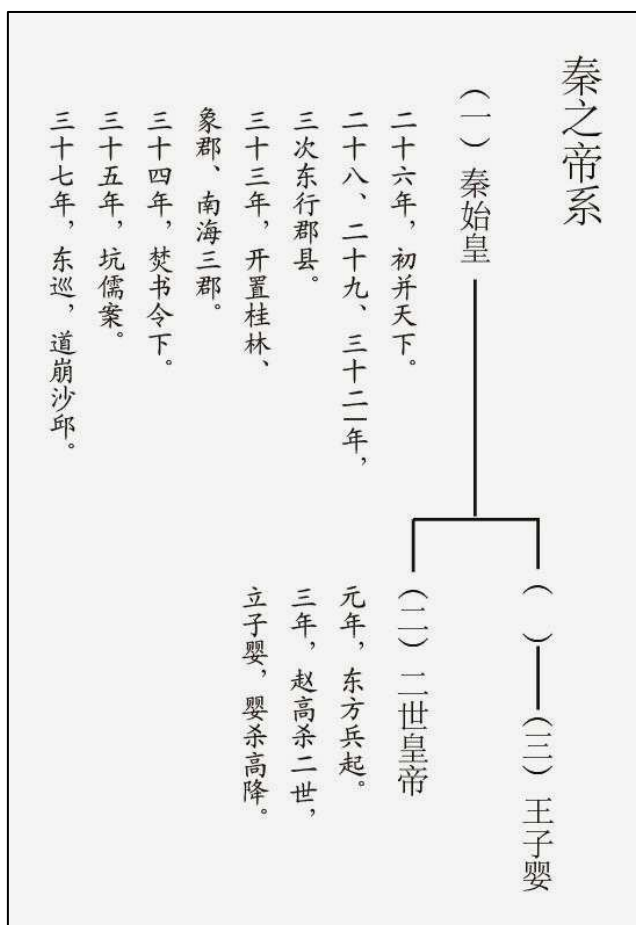 秦之帝系
（一）秦始皇
二十六年，初并天下。
二十八、二十九、三十二年，
三次东行郡县。
三十三年，开置桂林、
象郡、南海三郡。
三十四年，焚书令下。
三十五年，坑儒案。
三十七年，东巡，道崩沙邱。
（　）
（三）王子婴
（二）二世皇帝
元年，东方兵起。
三年，赵高杀二世，
立子婴，婴杀高降。